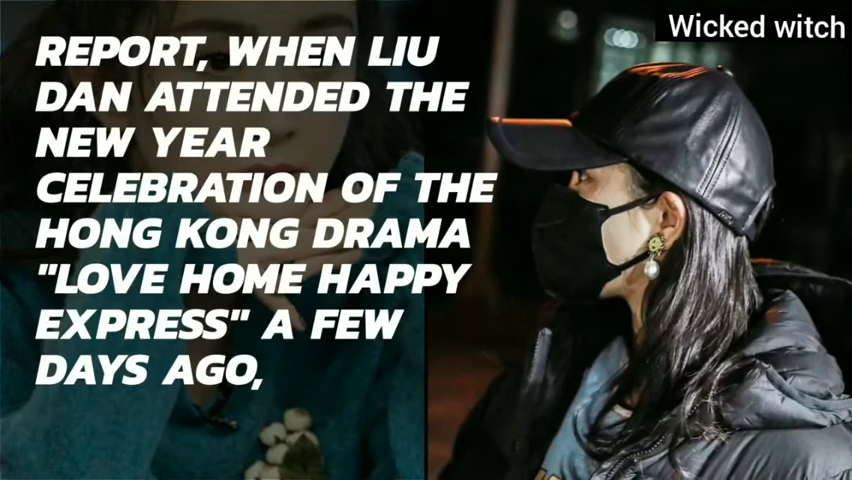 Wicked witch
REPORT, WHEN LIU
DAN ATTENDED THE
NEW YEAR
CELEBRATION OF THE
HONG KONG DRAMA
"LOVE HOME HAPPY
EXPRESS" A FEW
DAYS AGO,